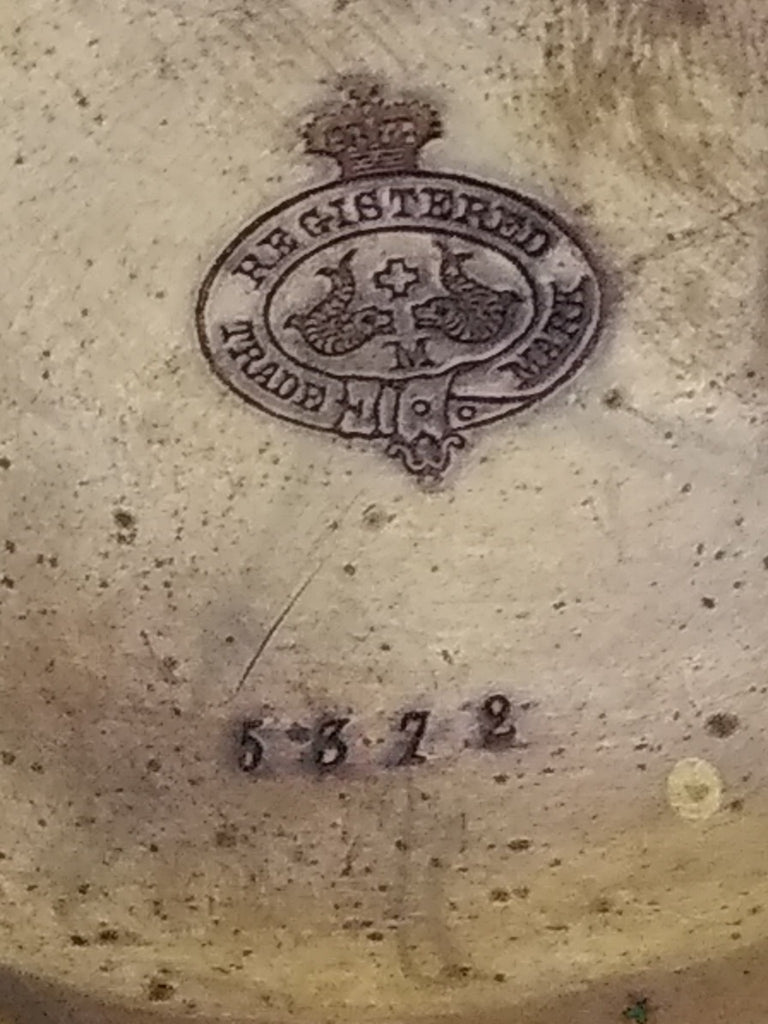 REGISTERED
M
TRADE MARK
5372